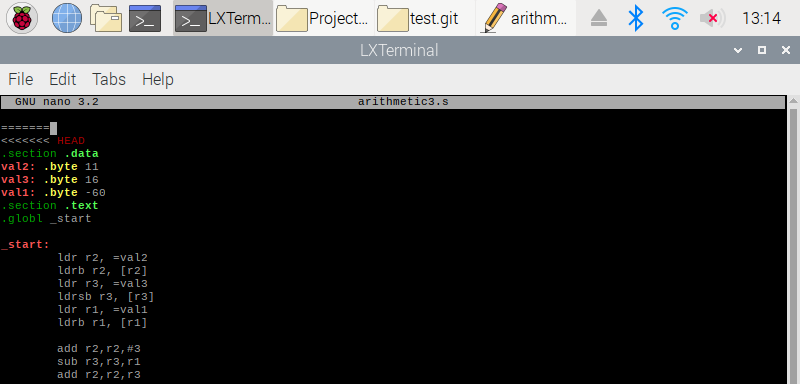 LXTerm... Project... test.git arithm... 13:14
LXTerminal
File Edit Tabs Help
GNU nano 3.2 arithmetic3.s
=======
<<<<<<< HEAD
.section .data
val2: .byte 11
val3: .byte 16
val1: .byte -60
.section .text
.globl _start
_start:
ldr r2, =val2
ldrb r2, [r2]
ldr r3, =val3
ldrsb r3, [r3]
ldr r1, =val1
ldrb r1, [r1]
add r2,r2,#3
sub r3,r3,r1
add r2,r2,r3